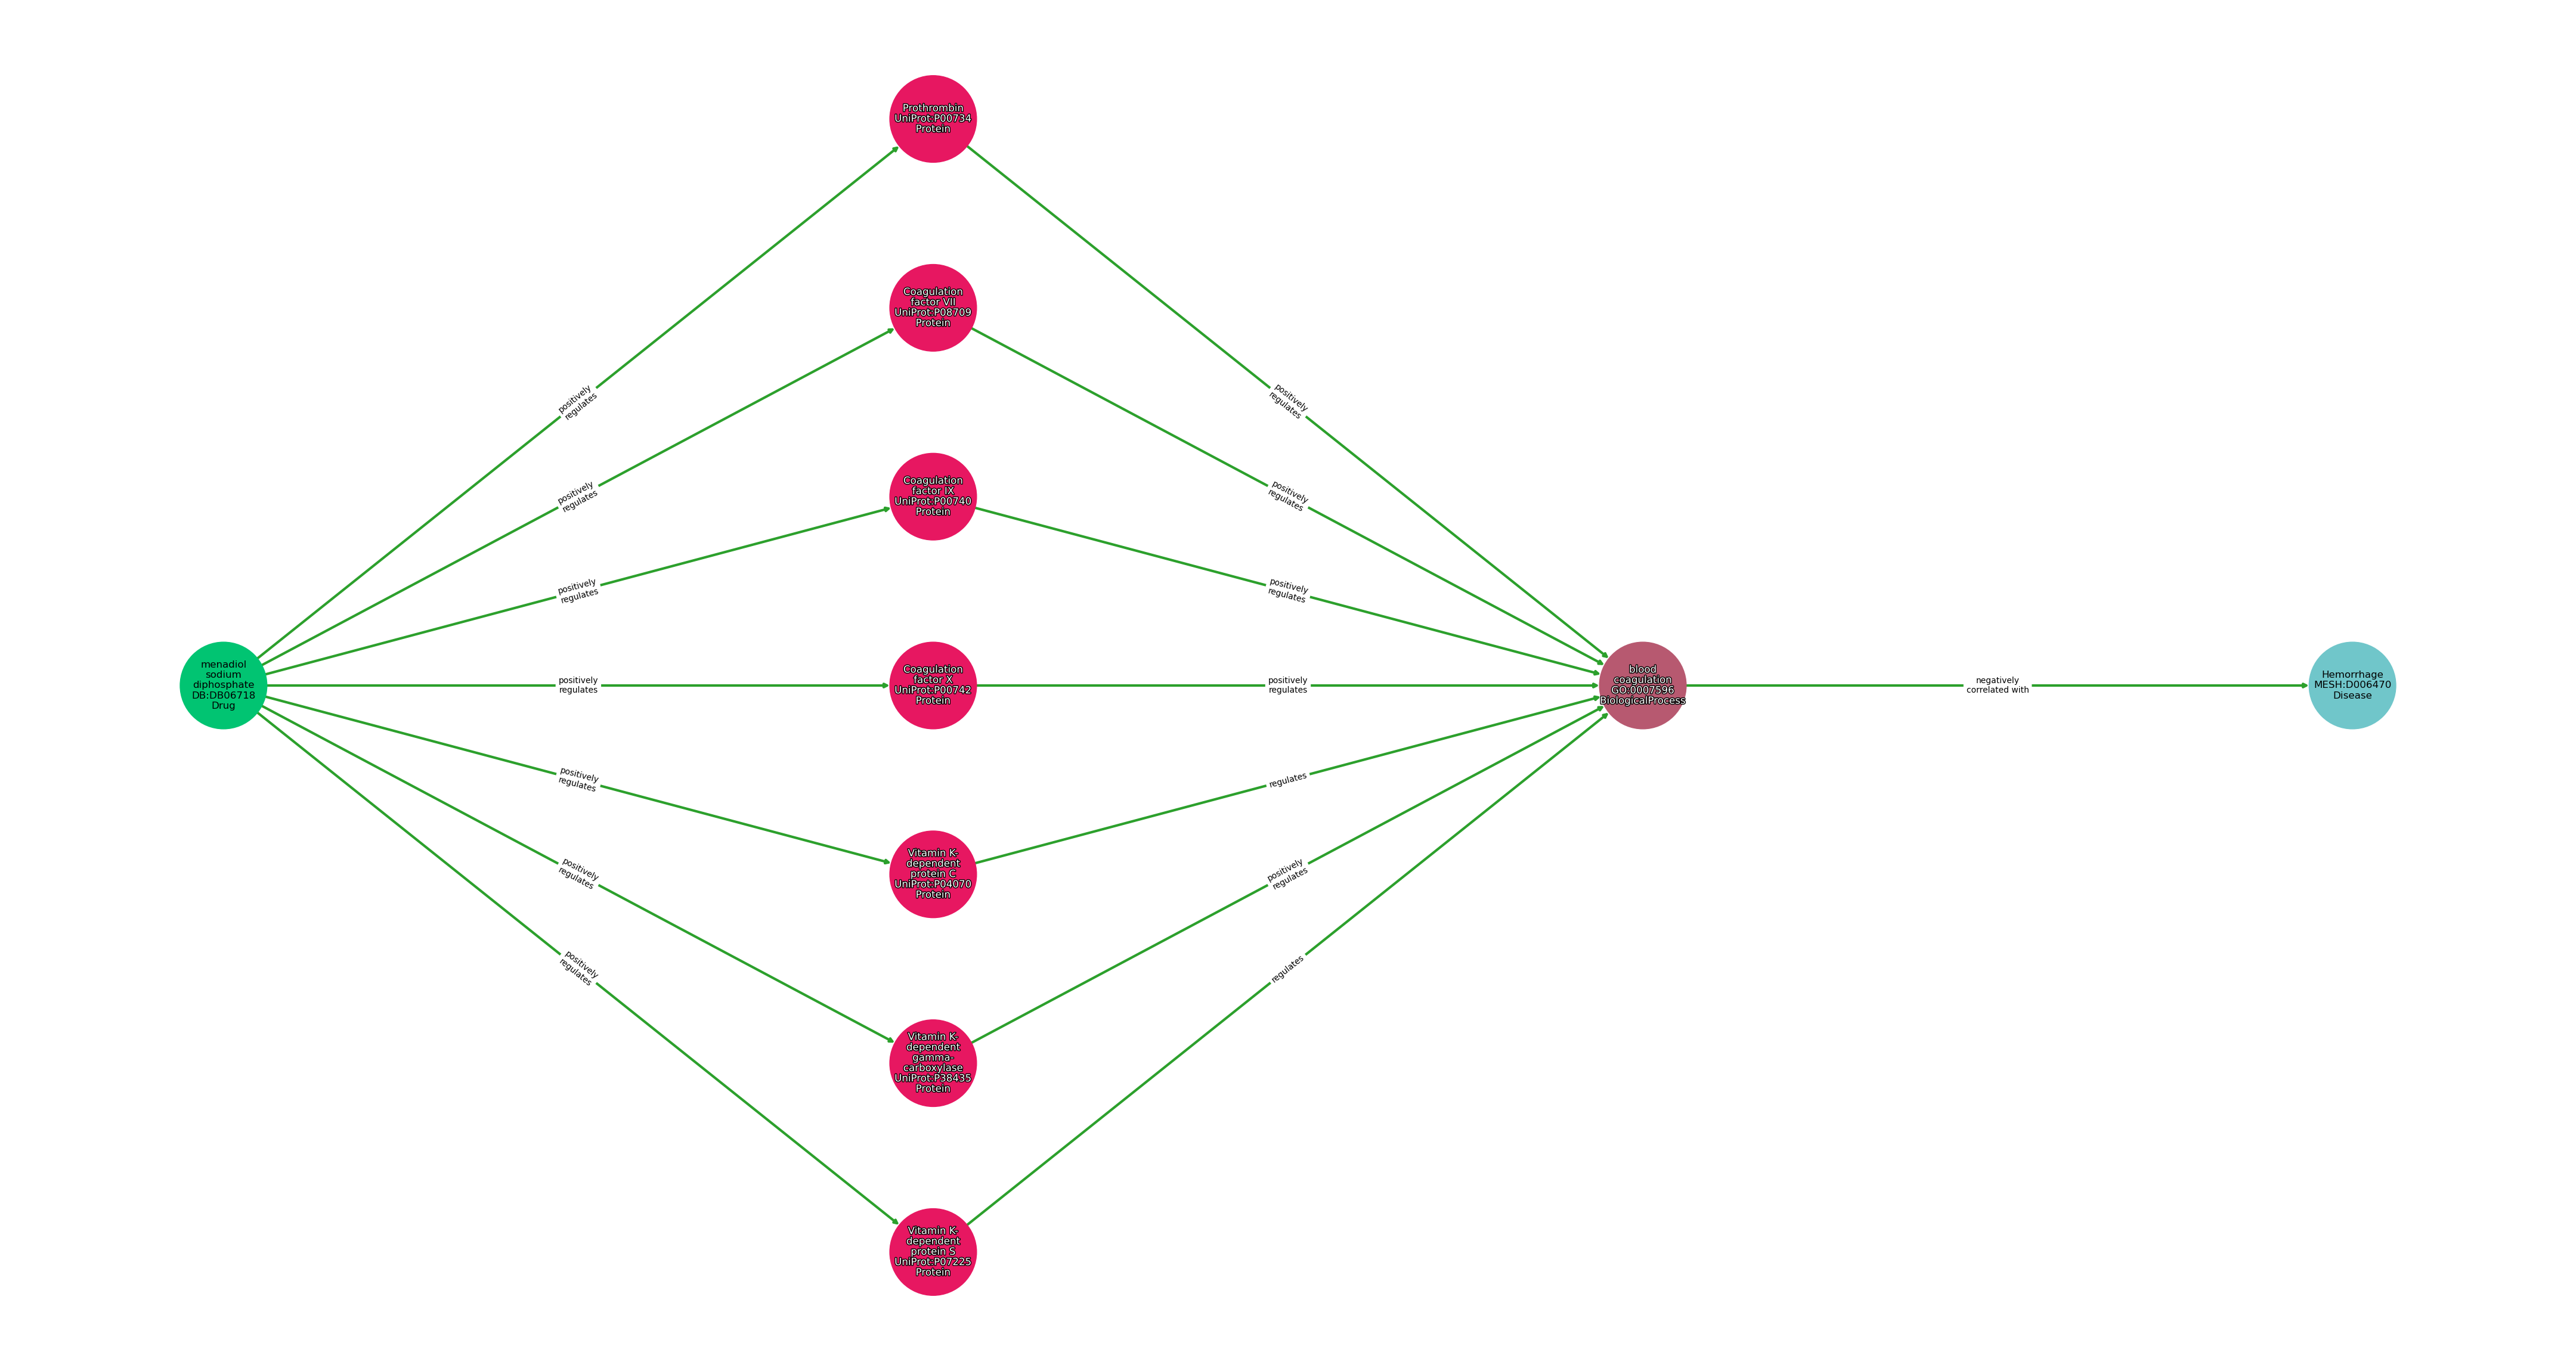 Prothrombin
UniProt:P00734
Protein
Coagulation
factor VII
UniProt:P08709
Protein
positively
regulates
positively
regulates
Coagulation
factor IX
UniProt:P00740
Protein
positively
regulates
positively
regulates
positively
regulates
positively
regulates
menadiol
sodium
diphosphate
DB:DB06718
Drug
positively
regulates
Coagulation
factor X
UniProt:P00742
Protein
positively
regulates
blood
coagulation
GO:0007596
BiologicalProcess
negatively
correlated with
Hemorrhage
MESH:D006470
Disease
positively
regulates
regulates
Vitamin K-
dependent
protein C
UniProt:P04070
Protein
positively
regulates
positively
regulates
positively
regulates
regulates
Vitamin K-
dependent
gamma-
carboxylase
UniProt:P38435
Protein
Vitamin K-
dependent
protein S
UniProt:P07225
Protein